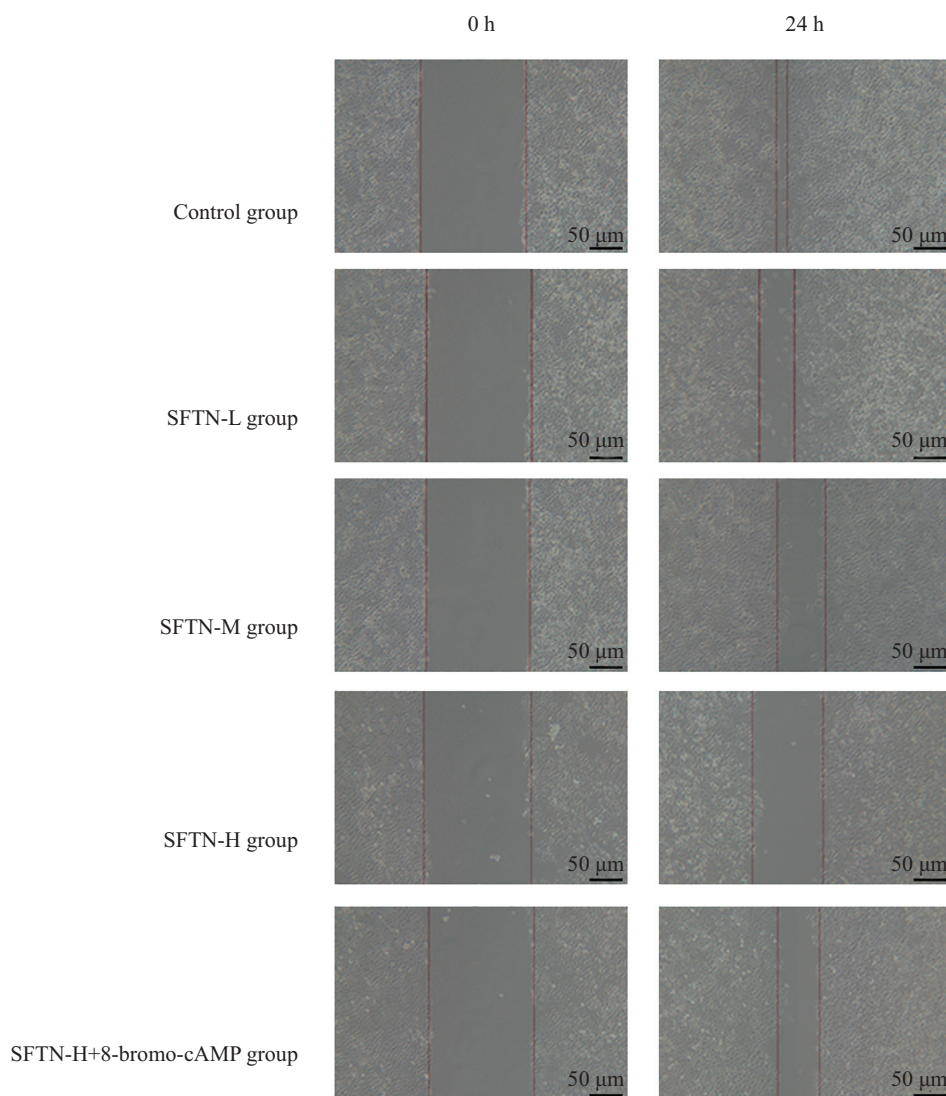 0 h 24 h
Control group 50 μm 50 μm
SFTN-L group 50 μm 50 μm
SFTN-M group 50 μm 50 μm
SFTN-H group 50 μm 50 μm
SFTN-H+8-bromo-cAMP group 50 μm 50 μm